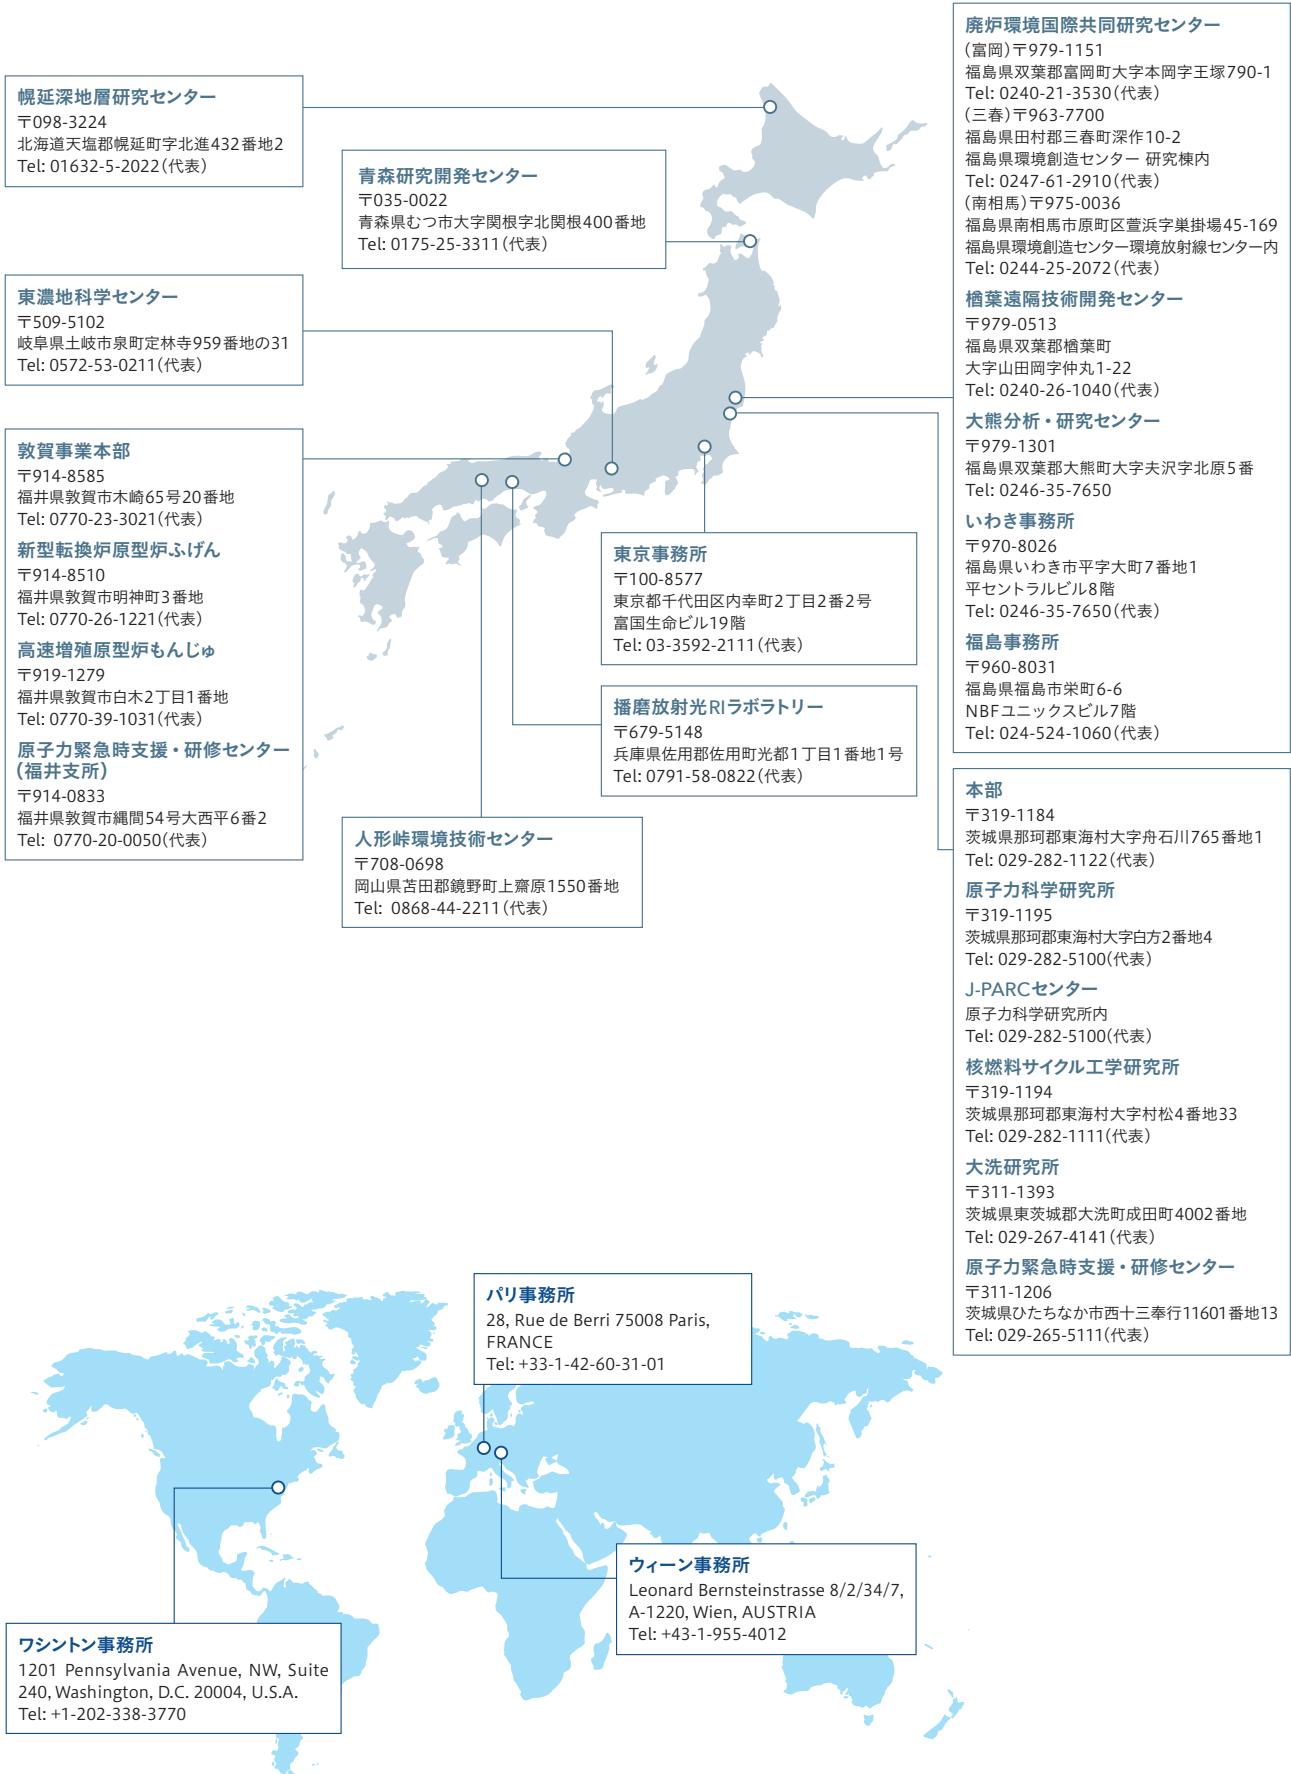 幌延深地層研究センター
〒098-3224
北海道天塩郡幌延町字北進432番地2
Tel: 01632-5-2022(代表)
青森研究開発センター
〒035-0022
青森県むつ市大字関根字北関根400番地
Tel: 0175-25-3311(代表)
東濃地科学センター
〒509-5102
岐阜県土岐市泉町定林寺959番地の31
Tel: 0572-53-0211(代表)
敦賀事業本部
〒914-8585
福井県敦賀市木崎65号20番地
Tel: 0770-23-3021(代表)
新型転換炉原型炉ふげん
〒914-8510
福井県敦賀市明神町3番地
Tel: 0770-26-1221(代表)
高速増殖原型炉もんじゅ
〒919-1279
福井県敦賀市白木2丁目1番地
Tel: 0770-39-1031(代表)
原子力緊急時支援・研修センター
(福井支所)
〒914-0833
福井県敦賀市縄間54号大西平6番2
Tel: 0770-20-0050(代表)
東京事務所
〒100-8577
東京都千代田区内幸町2丁目2番2号
富国生命ビル19階
Tel: 03-3592-2111(代表)
播磨放射光RIラボラトリー
〒679-5148
兵庫県佐用郡佐用町光都1丁目1番地1号
Tel: 0791-58-0822(代表)
人形峠環境技術センター
〒708-0698
岡山県苫田郡鏡野町上齋原1550番地
Tel: 0868-44-2211(代表)
廃炉環境国際共同研究センター
(富岡)〒979-1151
福島県双葉郡富岡町大字本岡字王塚790-1
Tel: 0240-21-3530(代表)
(三春)〒963-7700
福島県田村郡三春町深作10-2
福島県環境創造センター 研究棟内
Tel: 0247-61-2910(代表)
(南相馬)〒975-0036
福島県南相馬市原町区萱浜字巣掛場45-169
福島県環境創造センター環境放射線センター内
Tel: 0244-25-2072(代表)
楢葉遠隔技術開発センター
〒979-0513
福島県双葉郡楢葉町
大字山田岡字仲丸1-22
Tel: 0240-26-1040(代表)
大熊分析・研究センター
〒979-1301
福島県双葉郡大熊町大字夫沢字北原5番
Tel: 0246-35-7650
いわき事務所
〒970-8026
福島県いわき市平字大町7番地1
平セントラルビル8階
Tel: 0246-35-7650(代表)
福島事務所
〒960-8031
福島県福島市栄町6-6
NBFユニックスビル7階
Tel: 024-524-1060(代表)
本部
〒319-1184
茨城県那珂郡東海村大字舟石川765番地1
Tel: 029-282-1122(代表)
原子力科学研究所
〒319-1195
茨城県那珂郡東海村大字白方2番地4
Tel: 029-282-5100(代表)
J-PARCセンター
原子力科学研究所内
Tel: 029-282-5100(代表)
核燃料サイクル工学研究所
〒319-1194
茨城県那珂郡東海村大字村松4番地33
Tel: 029-282-1111(代表)
大洗研究所
〒311-1393
茨城県東茨城郡大洗町成田町4002番地
Tel: 029-267-4141(代表)
原子力緊急時支援・研修センター
〒311-1206
茨城県ひたちなか市西十三奉行11601番地13
Tel: 029-265-5111(代表)
パリ事務所
28, Rue de Berri 75008 Paris,
FRANCE
Tel: +33-1-42-60-31-01
ウィーン事務所
Leonard Bernsteinstrasse 8/2/34/7,
A-1220, Wien, AUSTRIA
Tel: +43-1-955-4012
ワシントン事務所
1201 Pennsylvania Avenue, NW, Suite
240, Washington, D.C. 20004, U.S.A.
Tel: +1-202-338-3770